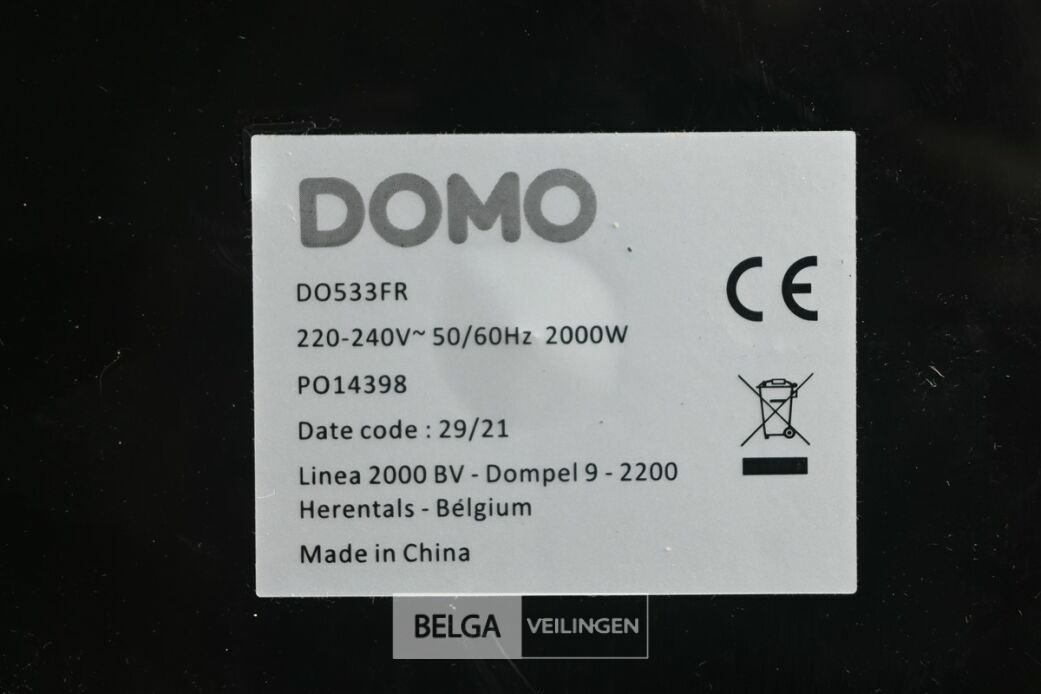 DOMO
DO533FR
CE
220-240V~ 50/60Hz 2000W
PO14398
Date code : 29/21
Linea 2000 BV - Dompel 9 - 2200
Herentals - Bélgium
Made in China
BELGA VEILINGEN